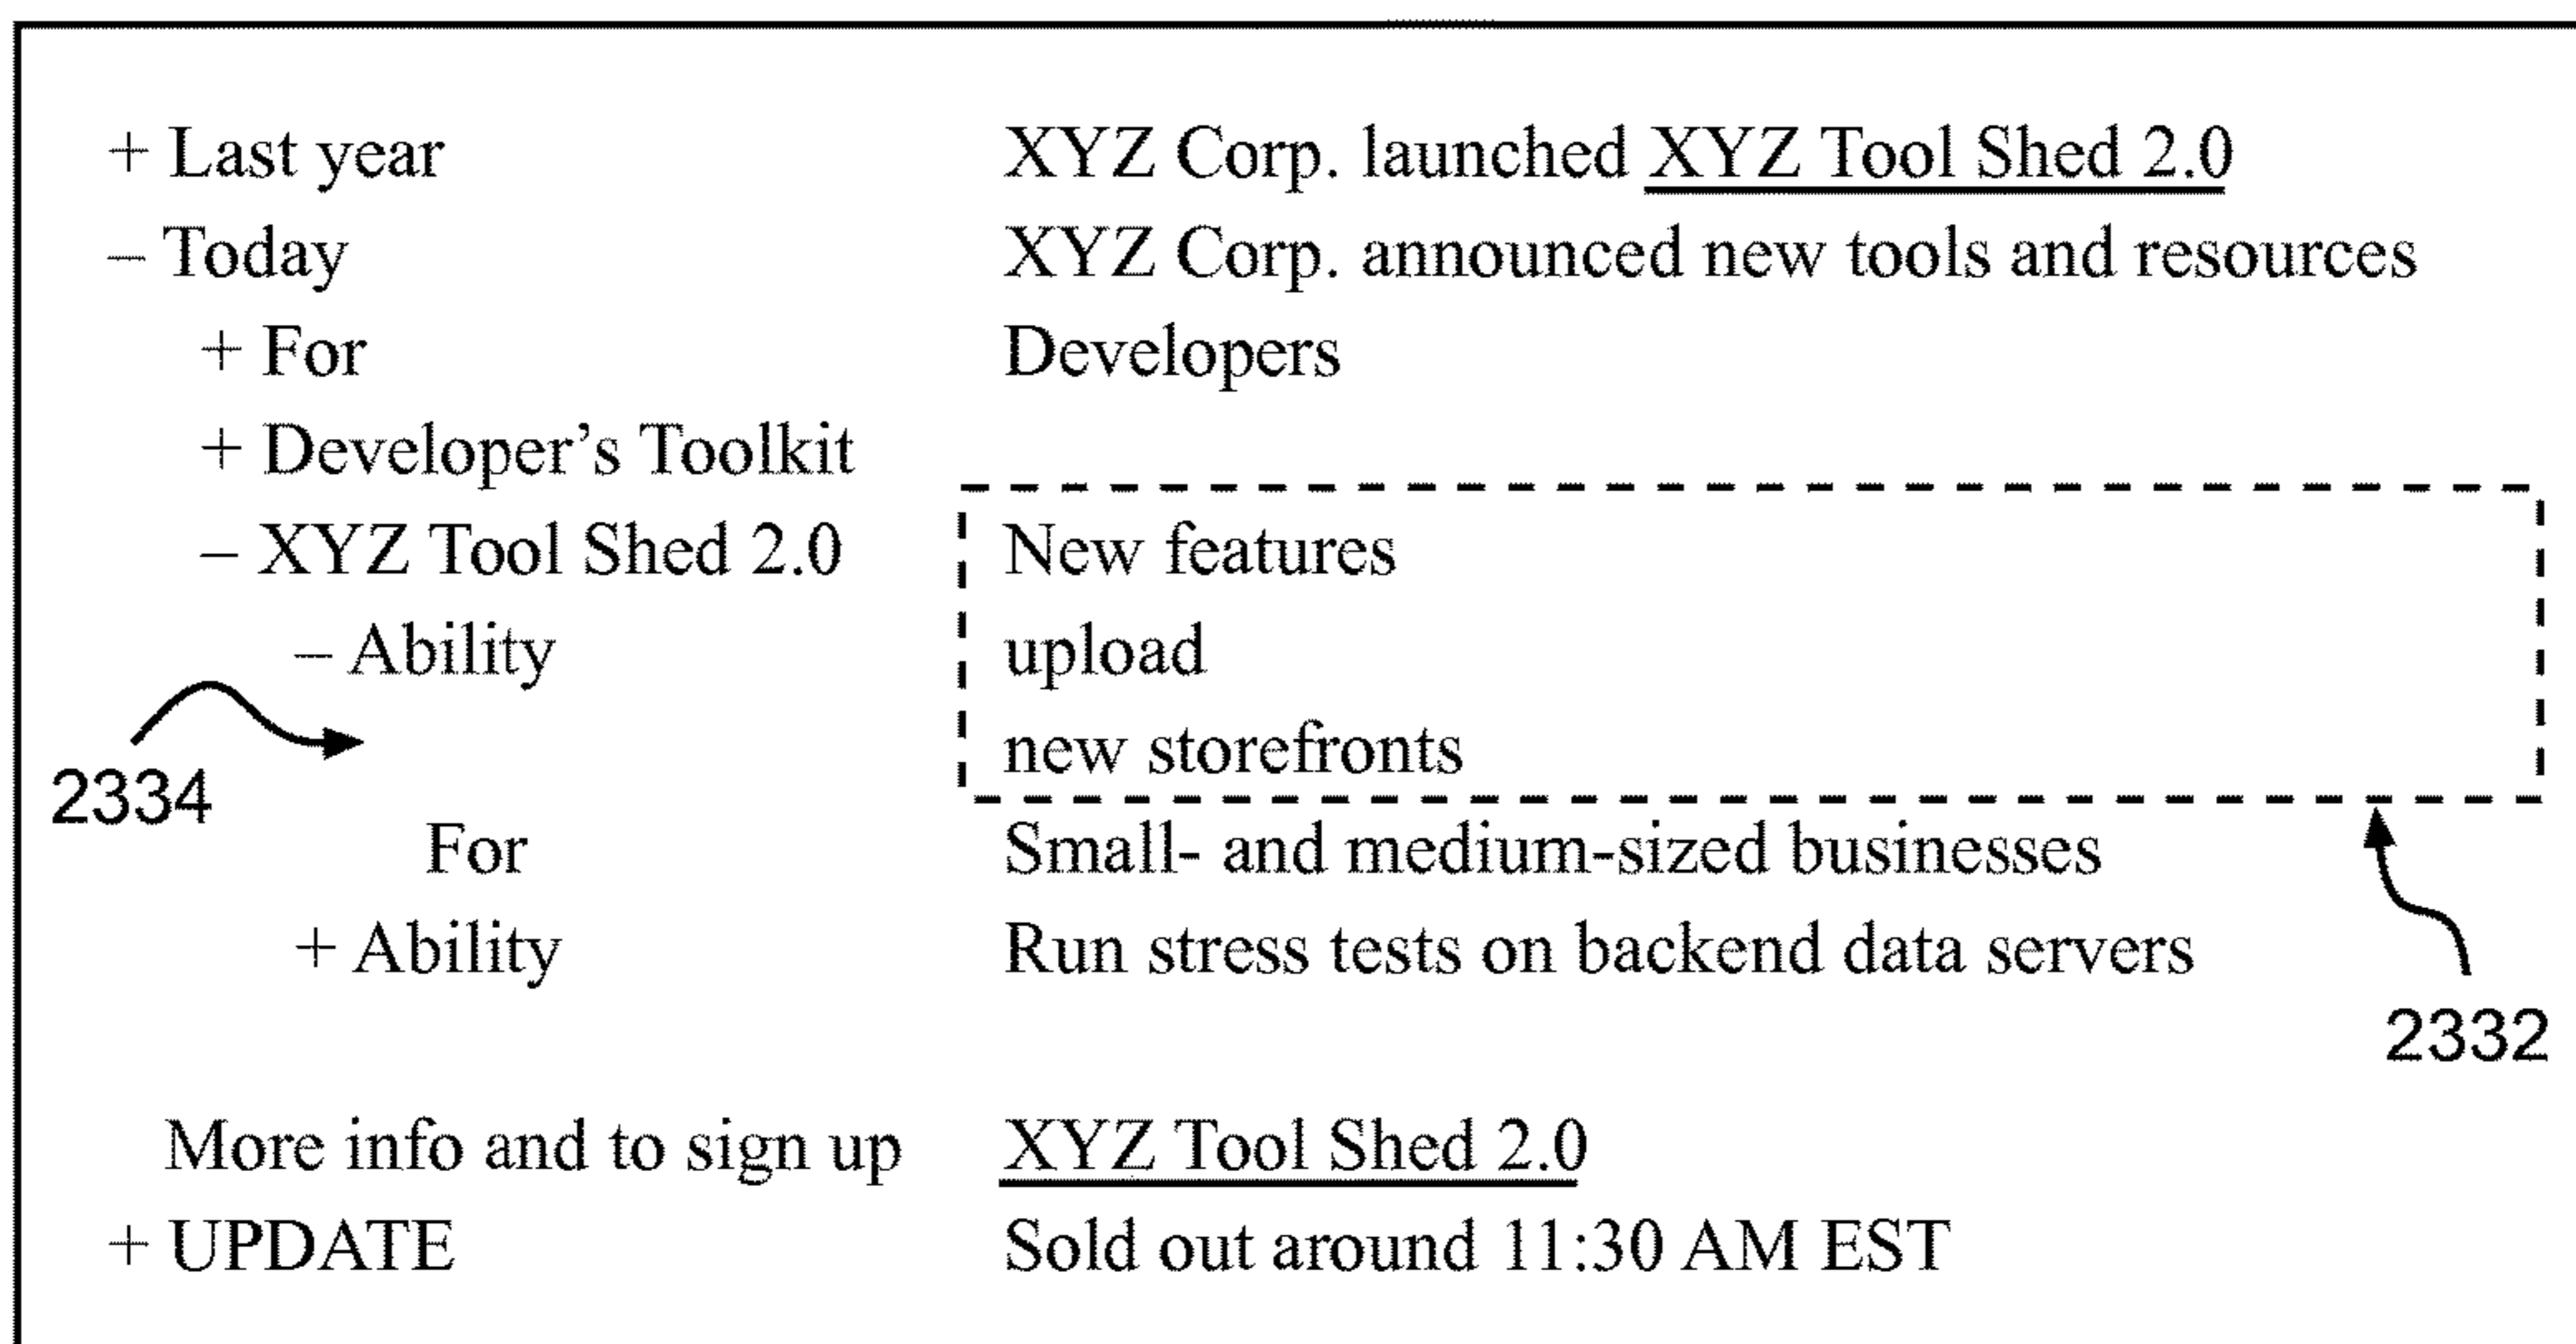 + Last year XYZ Corp. launched XYZ Tool Shed 2.0
– Today XYZ Corp. announced new tools and resources
+ For Developers
+ Developer’s Toolkit
– XYZ Tool Shed 2.0 New features
– Ability upload
new storefronts
2334
For Small- and medium-sized businesses
+ Ability Run stress tests on backend data servers
2332
More info and to sign up XYZ Tool Shed 2.0
+ UPDATE Sold out around 11:30 AM EST